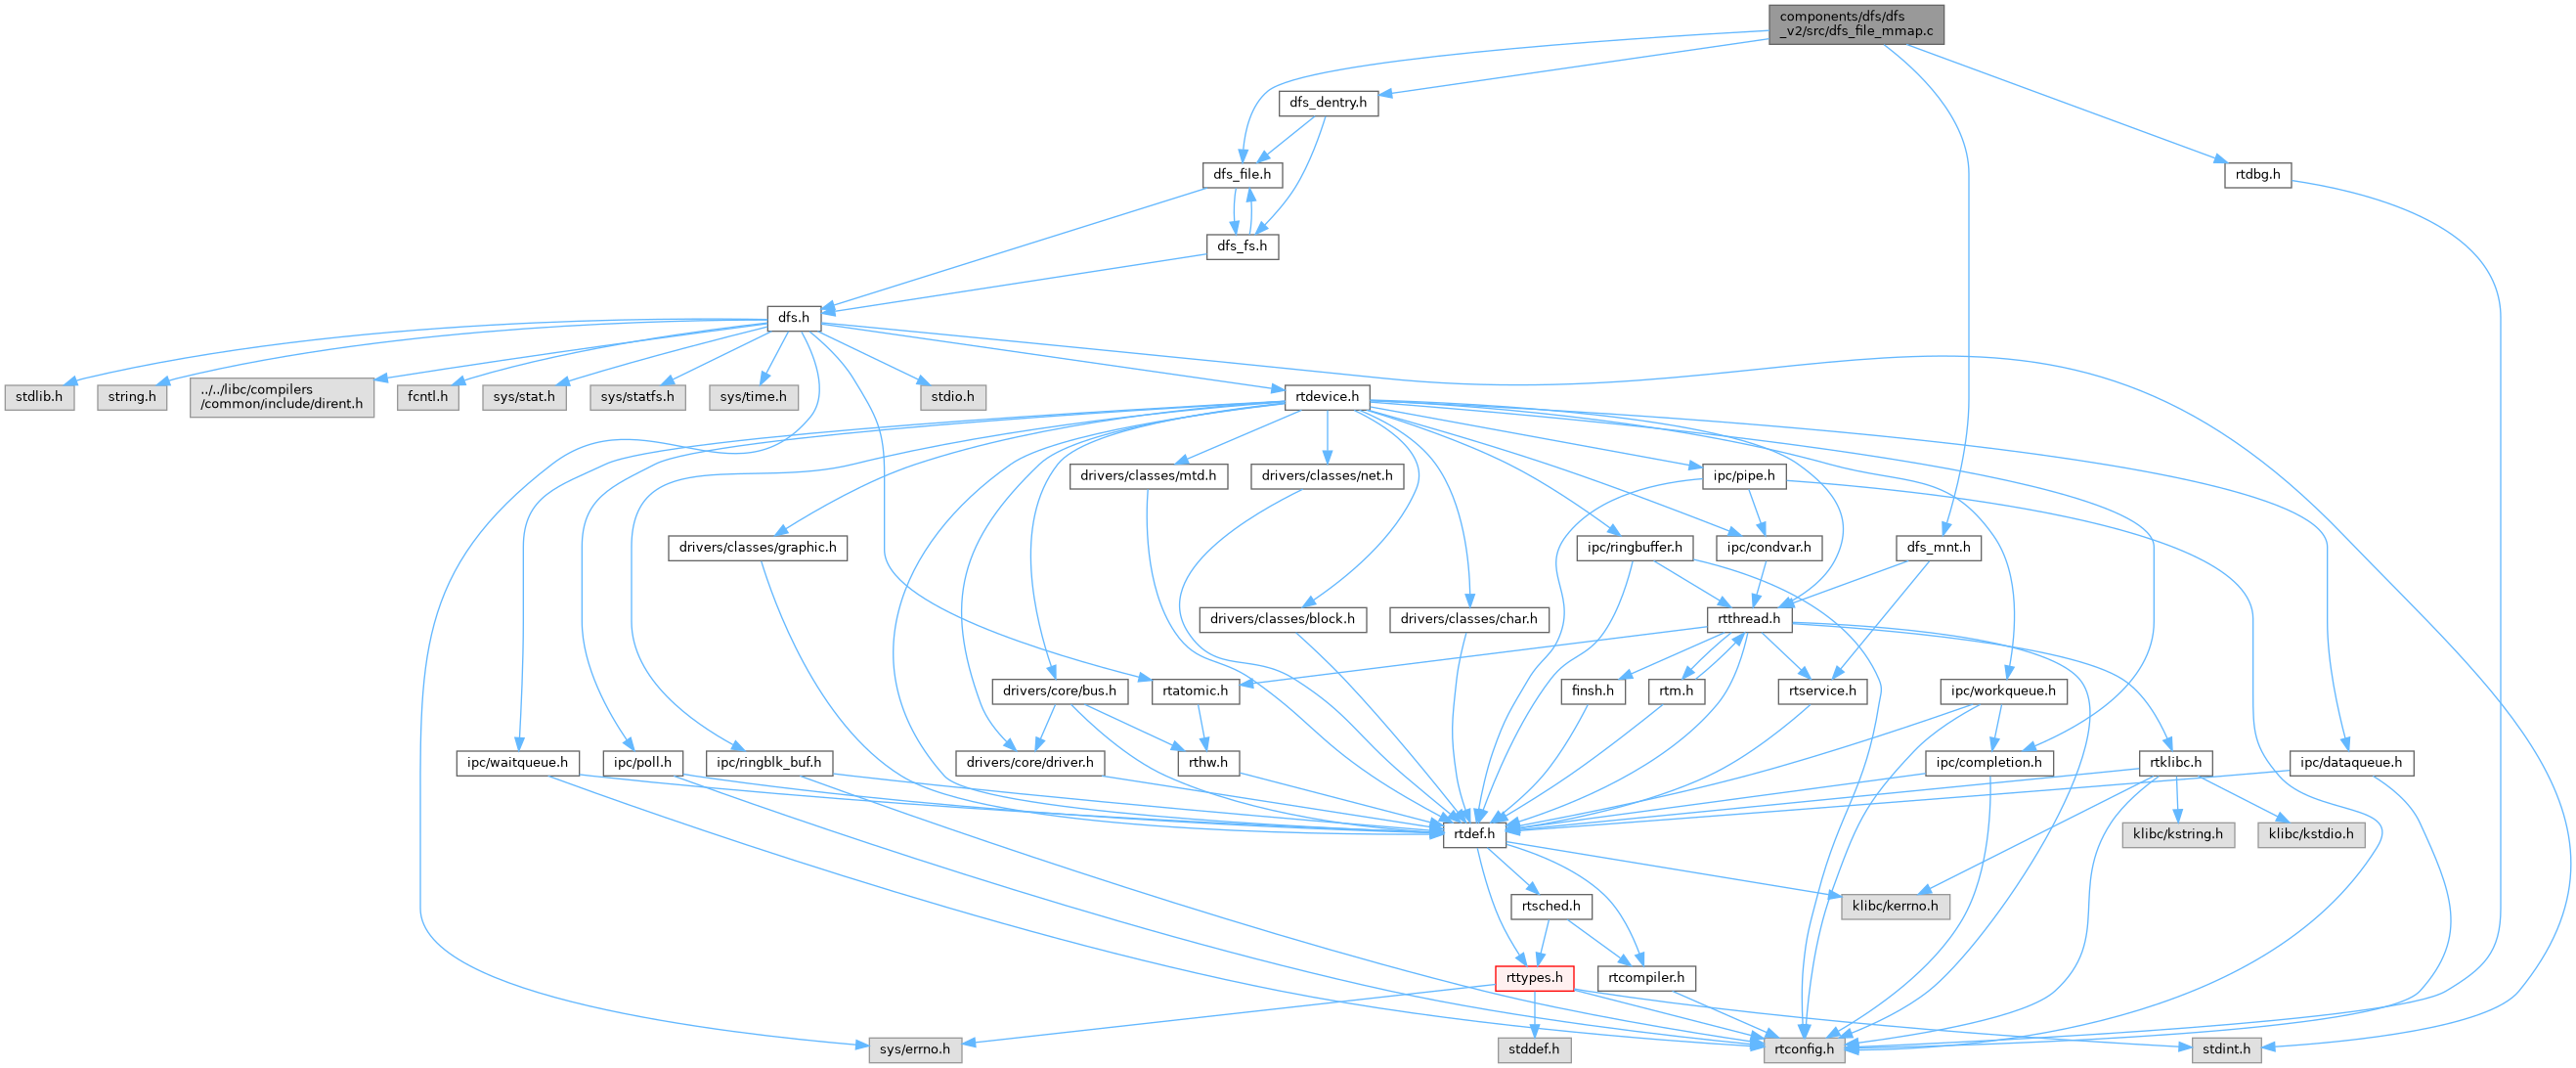 components/dfs/dfs
_v2/src/dfs_file_mmap.c
dfs_dentry.h
dfs_file.h
rtdbg.h
dfs_fs.h
dfs.h
stdlib.h
string.h
../../libc/compilers
/common/include/dirent.h
fcntl.h
sys/stat.h
sys/statfs.h
sys/time.h
stdio.h
rtdevice.h
drivers/classes/mtd.h
drivers/classes/net.h
ipc/pipe.h
drivers/classes/graphic.h
ipc/ringbuffer.h
ipc/condvar.h
dfs_mnt.h
drivers/classes/block.h
drivers/classes/char.h
rtthread.h
drivers/core/bus.h
rtatomic.h
finsh.h
rtm.h
rtservice.h
ipc/workqueue.h
ipc/waitqueue.h
ipc/poll.h
ipc/ringblk_buf.h
drivers/core/driver.h
rthw.h
ipc/completion.h
rtklibc.h
ipc/dataqueue.h
rtdef.h
klibc/kstring.h
klibc/kstdio.h
rtsched.h
klibc/kerrno.h
rttypes.h
rtcompiler.h
sys/errno.h
stddef.h
rtconfig.h
stdint.h